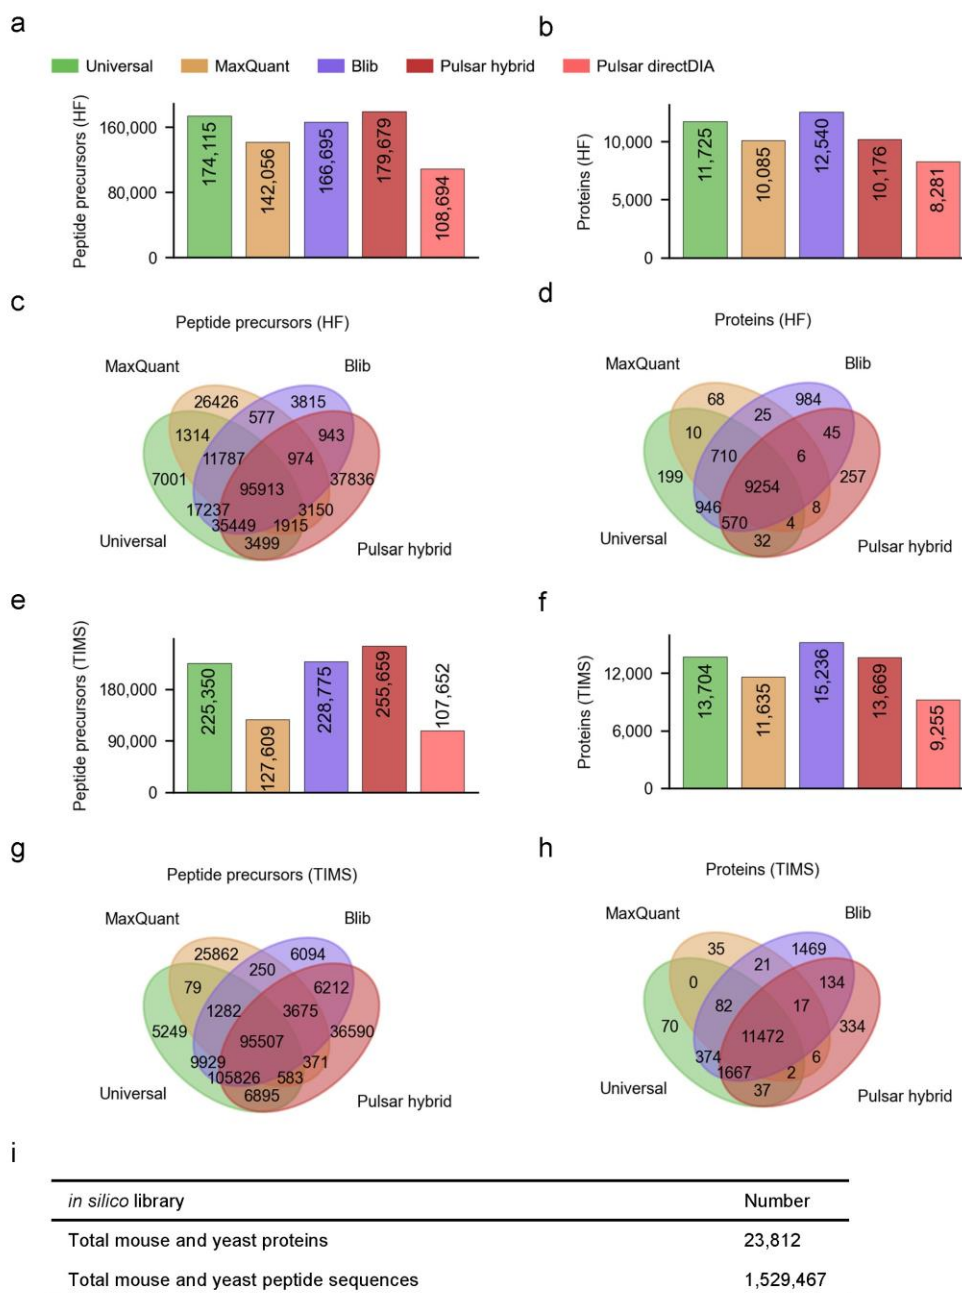 a
b
Universal
MaxQuant
Blib
Pulsar hybrid
Pulsar directDIA
Peptide precursors (HF)
160,000
80,000
0
174,115
142,056
166,695
179,679
108,694
Proteins (HF)
10,000
5,000
0
11,725
10,085
12,540
10,176
8,281
c
Peptide precursors (HF)
MaxQuant
Blib
26426
3815
577
1314
943
11787
974
7001
37836
95913
17237
3150
35449
1915
Universal
3499
Pulsar hybrid
d
Proteins (HF)
MaxQuant
Blib
68
984
25
10
45
710
6
199
257
9254
946
8
570
4
Universal
32
Pulsar hybrid
e
Peptide precursors (TIMS)
180,000
90,000
0
225,350
127,609
228,775
255,659
107,652
f
Proteins (TIMS)
12,000
6,000
0
13,704
11,635
15,236
13,669
9,255
g
Peptide precursors (TIMS)
MaxQuant
Blib
25862
6094
250
79
6212
1282
3675
5249
36590
95507
9929
371
105826
583
Universal
6895
Pulsar hybrid
h
Proteins (TIMS)
MaxQuant
Blib
35
1469
21
0
134
82
17
70
334
11472
374
6
1667
2
Universal
37
Pulsar hybrid
i
in silico library Number
Total mouse and yeast proteins 23,812
Total mouse and yeast peptide sequences 1,529,467